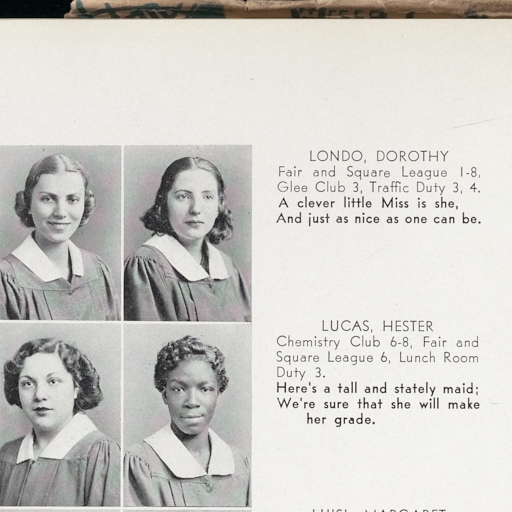 LONDO, DOROTHY
Fair and Square League 1-8,
Glee Club 3, Traffic Duty 3, 4.
A clever little Miss is she,
And just as nice as one can be.
LUCAS, HESTER
Chemistry Club 6-8, Fair and
Square League 6, Lunch Room
Duty 3.
Here's a tall and stately maid;
We're sure that she will make
her grade.